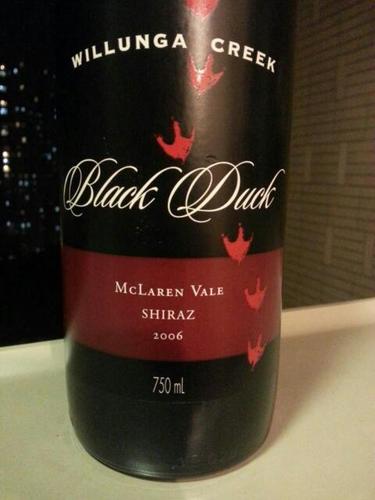 WILLUNGA CREEK
Black Duck
MCLAREN VALE
SHIRAZ
2006
750 mL